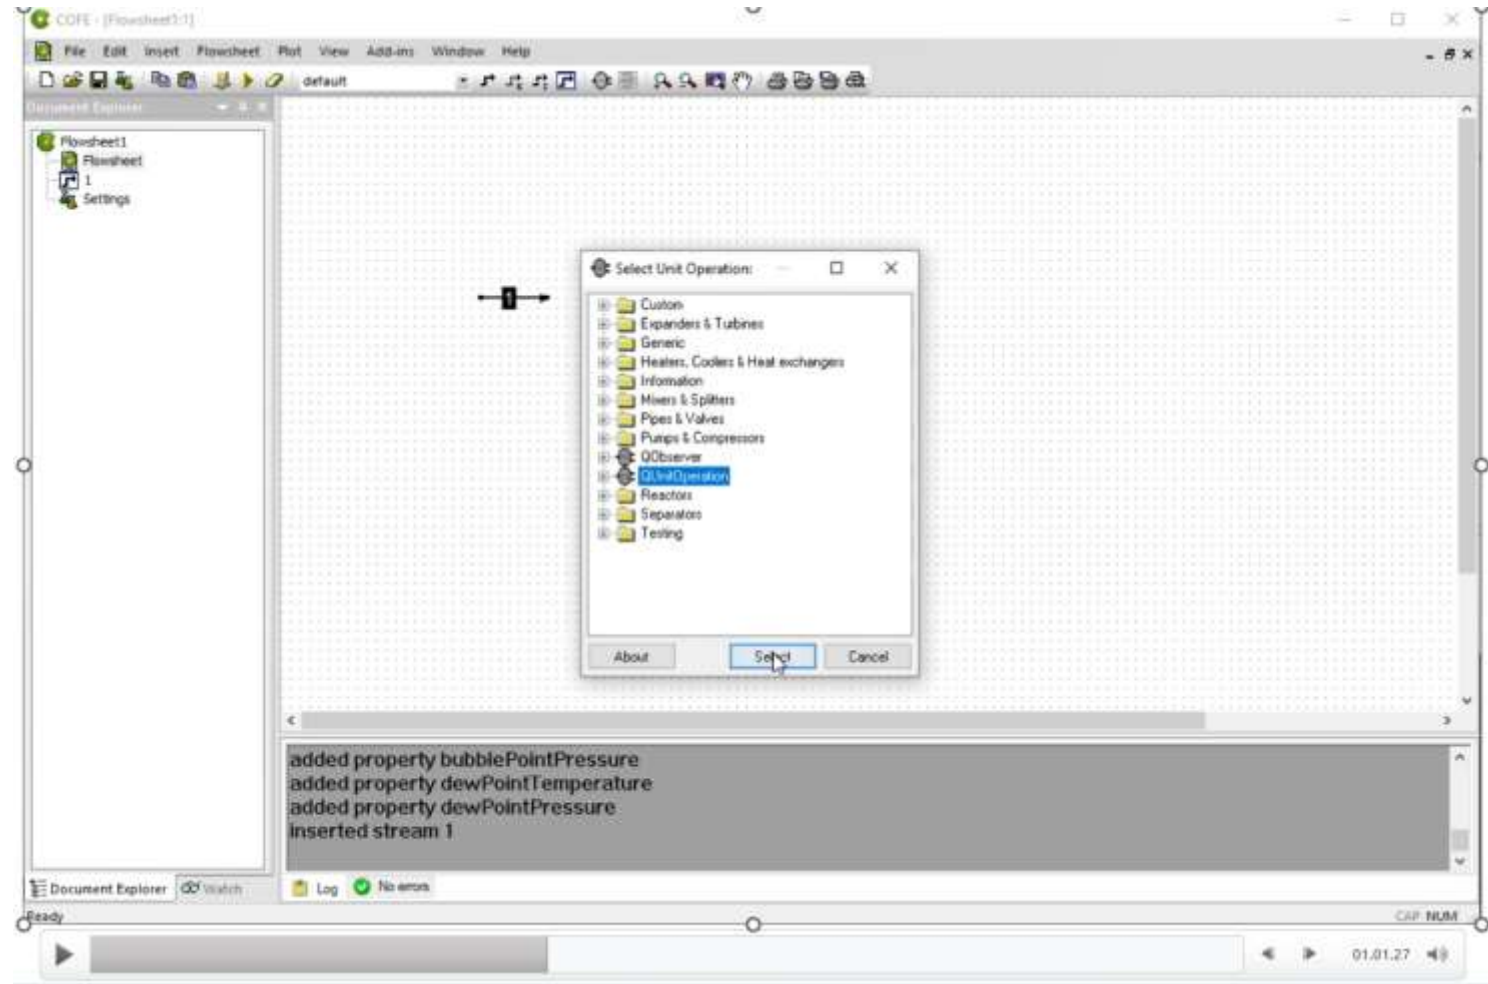 COFE - [Flowsheet1:1]
File Edit Insert Flowsheet Plot View Add-ins Window Help
default
Document Explorer
Flowsheet1
Flowsheet
1
Settings
1
Select Unit Operation:
Custom
Expanders & Turbines
Generic
Heaters, Coolers & Heat exchangers
Information
Mixers & Splitters
Pipes & Valves
Pumps & Compressors
QObserver
QUnitOperation
Reactors
Separators
Testing
About Select Cancel
added property bubblePointPressure
added property dewPointTemperature
added property dewPointPressure
inserted stream 1
Document Explorer Watch
Log No errors
Ready
CAP NUM
01:01.27